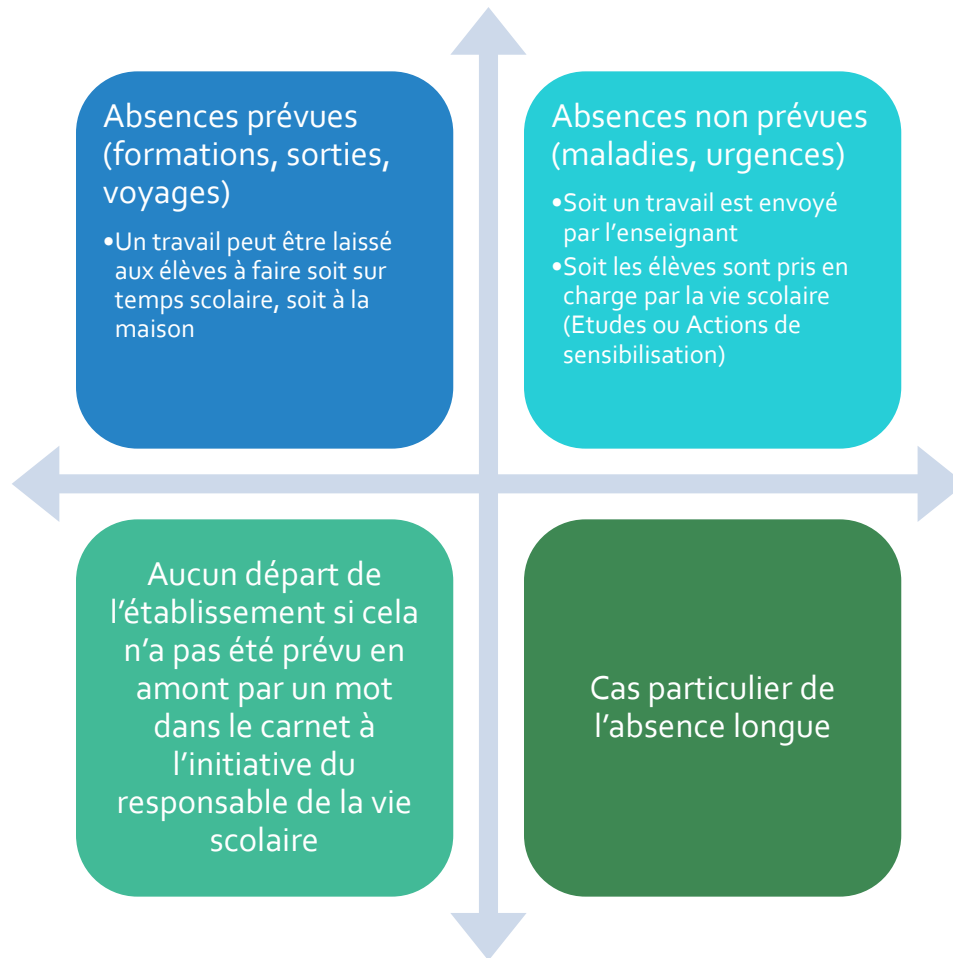 Absences prévues
(formations, sorties,
voyages)
•Un travail peut être laissé
aux élèves à faire soit sur
temps scolaire, soit à la
maison
Absences non prévues
(maladies, urgences)
•Soit un travail est envoyé
par l'enseignant
•Soit les élèves sont pris en
charge par la vie scolaire
(Etudes ou Actions de
sensibilisation)
Aucun départ de
l'établissement si cela
n'a pas été prévu en
amont par un mot
dans le carnet à
l'initiative du
responsable de la vie
scolaire
Cas particulier de
l'absence longue